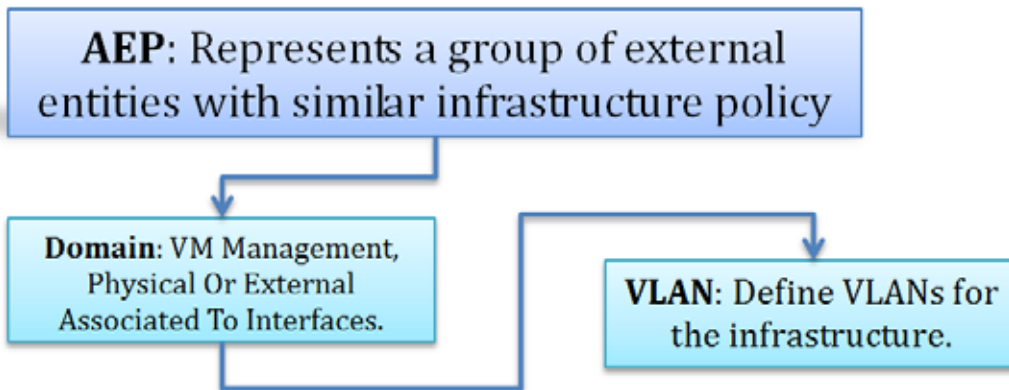 AEP: Represents a group of external
entities with similar infrastructure policy
Domain: VM Management,
Physical Or External
Associated To Interfaces.
VLAN: Define VLANs for
the infrastructure.